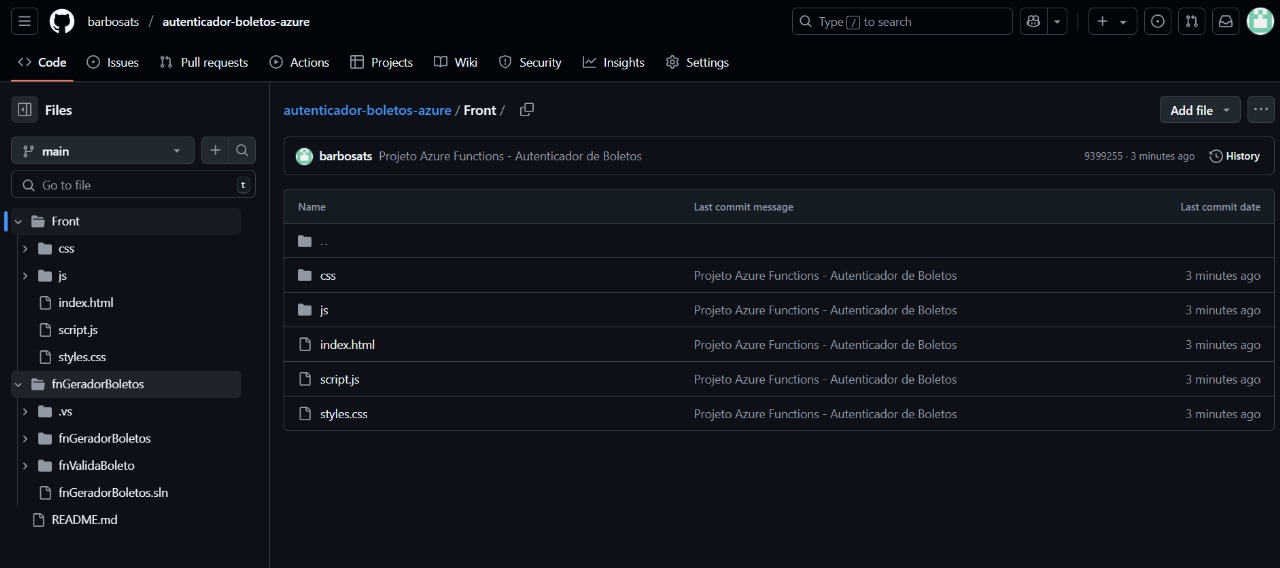 barbosats / autenticador-boletos-azure Type / to search
Code Issues Pull requests Actions Projects Wiki Security Insights Settings
Files
main
Go to file t
Front
css
js
index.html
script.js
styles.css
fnGeradorBoletos
.vs
fnGeradorBoletos
fnValidaBoleto
fnGeradorBoletos.sln
README.md
autenticador-boletos-azure / Front /
Add file
barbosats Projeto Azure Functions - Autenticador de Boletos 9399255 · 3 minutes ago History
Name Last commit message Last commit date
..
css Projeto Azure Functions - Autenticador de Boletos 3 minutes ago
js Projeto Azure Functions - Autenticador de Boletos 3 minutes ago
index.html Projeto Azure Functions - Autenticador de Boletos 3 minutes ago
script.js Projeto Azure Functions - Autenticador de Boletos 3 minutes ago
styles.css Projeto Azure Functions - Autenticador de Boletos 3 minutes ago